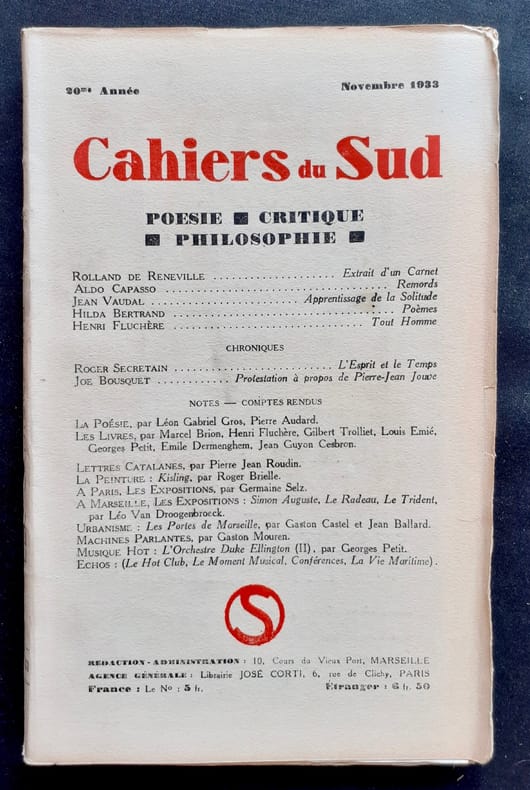 20me Année
Novembre 1933
Cahiers du Sud
POESIE CRITIQUE
PHILOSOPHIE
ROLLAND DE RENEVILLE ..................... Extrait d'un Carnet
ALDO CAPASSO ..................................... Remords
JEAN VAUDAL ........................ Apprentissage de la Solitude
HILDA BERTRAND ..................................... Poèmes
HENRI FLUCHÈRE ................................ Tout Homme
CHRONIQUES
ROGER SECRETAIN ........................... L'Esprit et le Temps
JOE BOUSQUET ............ Protestation à propos de Pierre-Jean Jouve
NOTES — COMPTES RENDUS
LA POÉSIE, par Léon Gabriel Gros, Pierre Audard.
LES LIVRES, par Marcel Brion, Henri Fluchère, Gilbert Trolliet, Louis Emié,
Georges Petit, Emile Dermenghem, Jean Guyon Cesbron.
LETTRES CATALANES, par Pierre Jean Roudin.
LA PEINTURE : Kisling, par Roger Brielle.
A PARIS, LES EXPOSITIONS, par Germaine Selz.
A MARSEILLE, LES EXPOSITIONS : Simon Auguste, Le Radeau, Le Trident,
par Léo Van Droogenbroeck.
URBANISME : Les Portes de Marseille, par Gaston Castel et Jean Ballard.
MACHINES PARLANTES, par Gaston Mouren.
MUSIQUE HOT : L'Orchestre Duke Ellington (II), par Georges Petit.
ECHOS : (Le Hot Club, Le Moment Musical, Conférences, La Vie Maritime).
S
RÉDACTION-ADMINISTRATION : 10, Cours du Vieux Port, MARSEILLE
AGENCE GÉNÉRALE : Librairie JOSÉ CORTI, 6, rue de Clichy, PARIS
France : Le No : 5 fr.
Étranger : 6 fr. 50